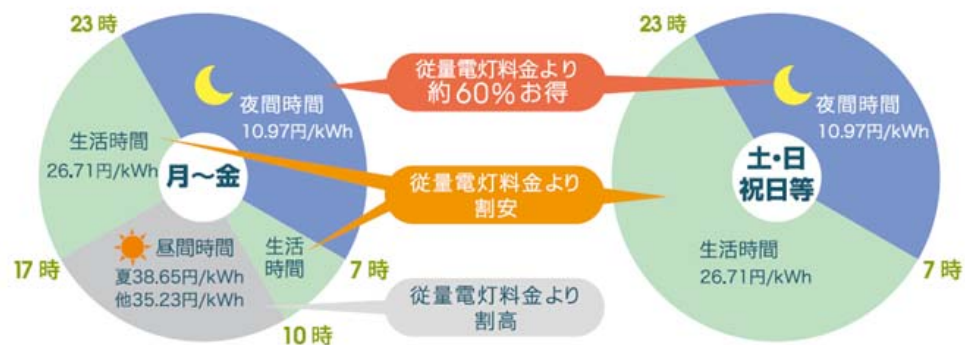 23時
夜間時間
10.97円/kWh
生活時間
26.71円/kWh
月～金
17時
昼間時間
夏38.65円/kWh
他35.23円/kWh
生活
時間
7時
10時
従量電灯料金より
約60%お得
従量電灯料金より
割安
従量電灯料金より
割高
23時
夜間時間
10.97円/kWh
土・日
祝日等
生活時間
26.71円/kWh
7時